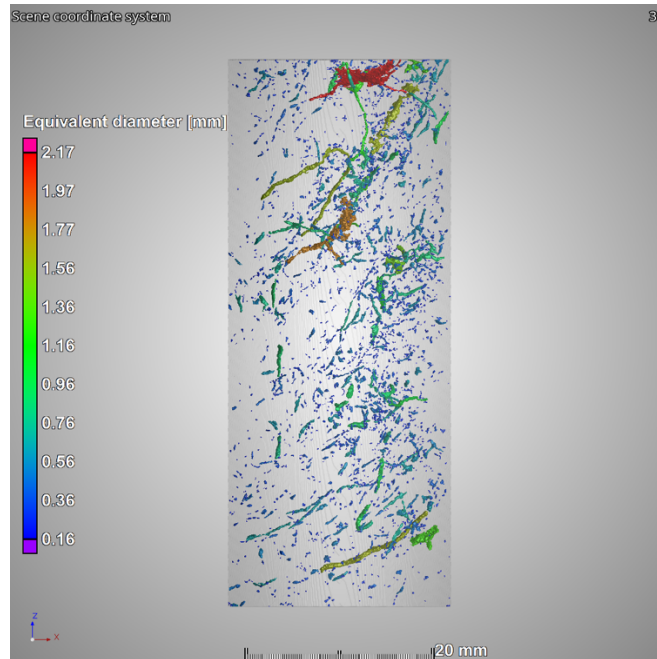 Scene coordinate system
3
Equivalent diameter [mm]
2.17
1.97
1.77
1.56
1.36
1.16
0.96
0.76
0.56
0.36
0.16
z
x
20 mm